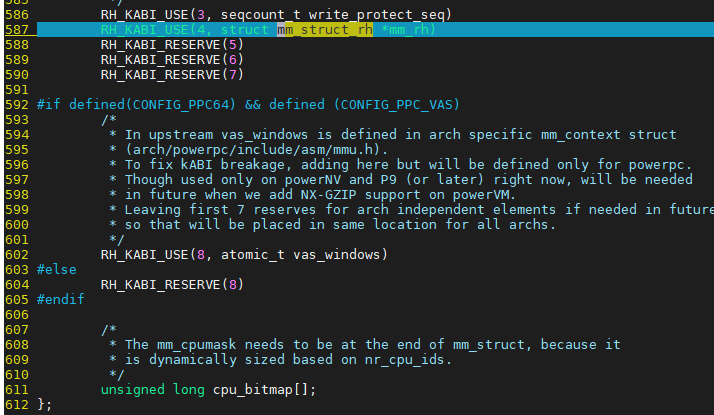 585 */
586 RH_KABI_USE(3, seqcount_t write_protect_seq)
587 RH_KABI_USE(4, struct mm_struct_rh *mm_rh)
588 RH_KABI_RESERVE(5)
589 RH_KABI_RESERVE(6)
590 RH_KABI_RESERVE(7)
591
592 #if defined(CONFIG_PPC64) && defined (CONFIG_PPC_VAS)
593 /*
594 * In upstream vas_windows is defined in arch specific mm_context struct
595 * (arch/powerpc/include/asm/mmu.h).
596 * To fix kABI breakage, adding here but will be defined only for powerpc.
597 * Though used only on powerNV and P9 (or later) right now, will be needed
598 * in future when we add NX-GZIP support on powerVM.
599 * Leaving first 7 reserves for arch independent elements if needed in future
600 * so that will be placed in same location for all archs.
601 */
602 RH_KABI_USE(8, atomic_t vas_windows)
603 #else
604 RH_KABI_RESERVE(8)
605 #endif
606
607 /*
608 * The mm_cpumask needs to be at the end of mm_struct, because it
609 * is dynamically sized based on nr_cpu_ids.
610 */
611 unsigned long cpu_bitmap[];
612 };